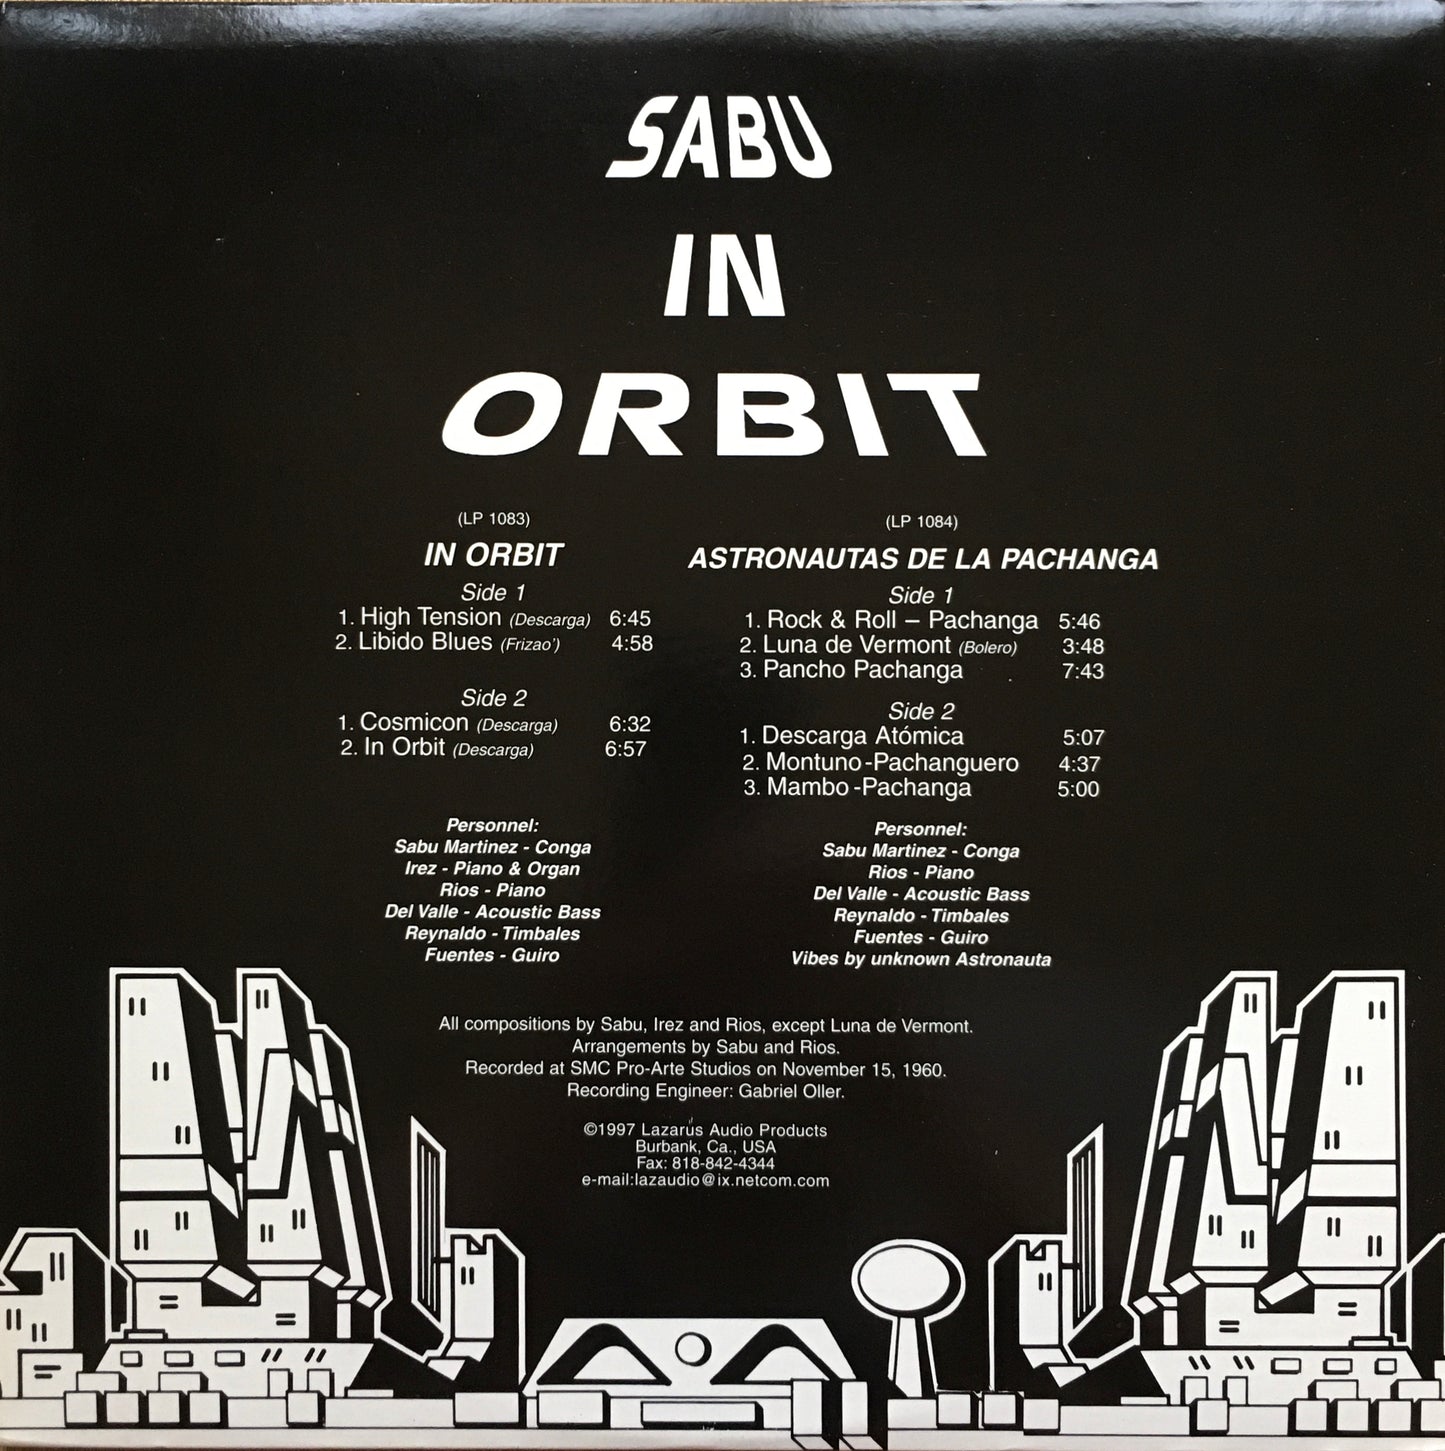 SABU
IN
ORBIT
(LP 1083)
IN ORBIT
Side 1
1. High Tension (Descarga) 6:45
2. Libido Blues (Frizao') 4:58
Side 2
1. Cosmicon (Descarga) 6:32
2. In Orbit (Descarga) 6:57
Personnel:
Sabu Martinez - Conga
Irez - Piano & Organ
Rios - Piano
Del Valle - Acoustic Bass
Reynaldo - Timbales
Fuentes - Guiro
(LP 1084)
ASTRONAUTAS DE LA PACHANGA
Side 1
1. Rock & Roll – Pachanga 5:46
2. Luna de Vermont (Bolero) 3:48
3. Pancho Pachanga 7:43
Side 2
1. Descarga Atómica 5:07
2. Montuno-Pachanguero 4:37
3. Mambo-Pachanga 5:00
Personnel:
Sabu Martinez - Conga
Rios - Piano
Del Valle - Acoustic Bass
Reynaldo - Timbales
Fuentes - Guiro
Vibes by unknown Astronauta
All compositions by Sabu, Irez and Rios, except Luna de Vermont.
Arrangements by Sabu and Rios.
Recorded at SMC Pro-Arte Studios on November 15, 1960.
Recording Engineer: Gabriel Oller.
©1997 Lazarus Audio Products
Burbank, Ca., USA
Fax: 818-842-4344
e-mail:lazaudio@ix.netcom.com